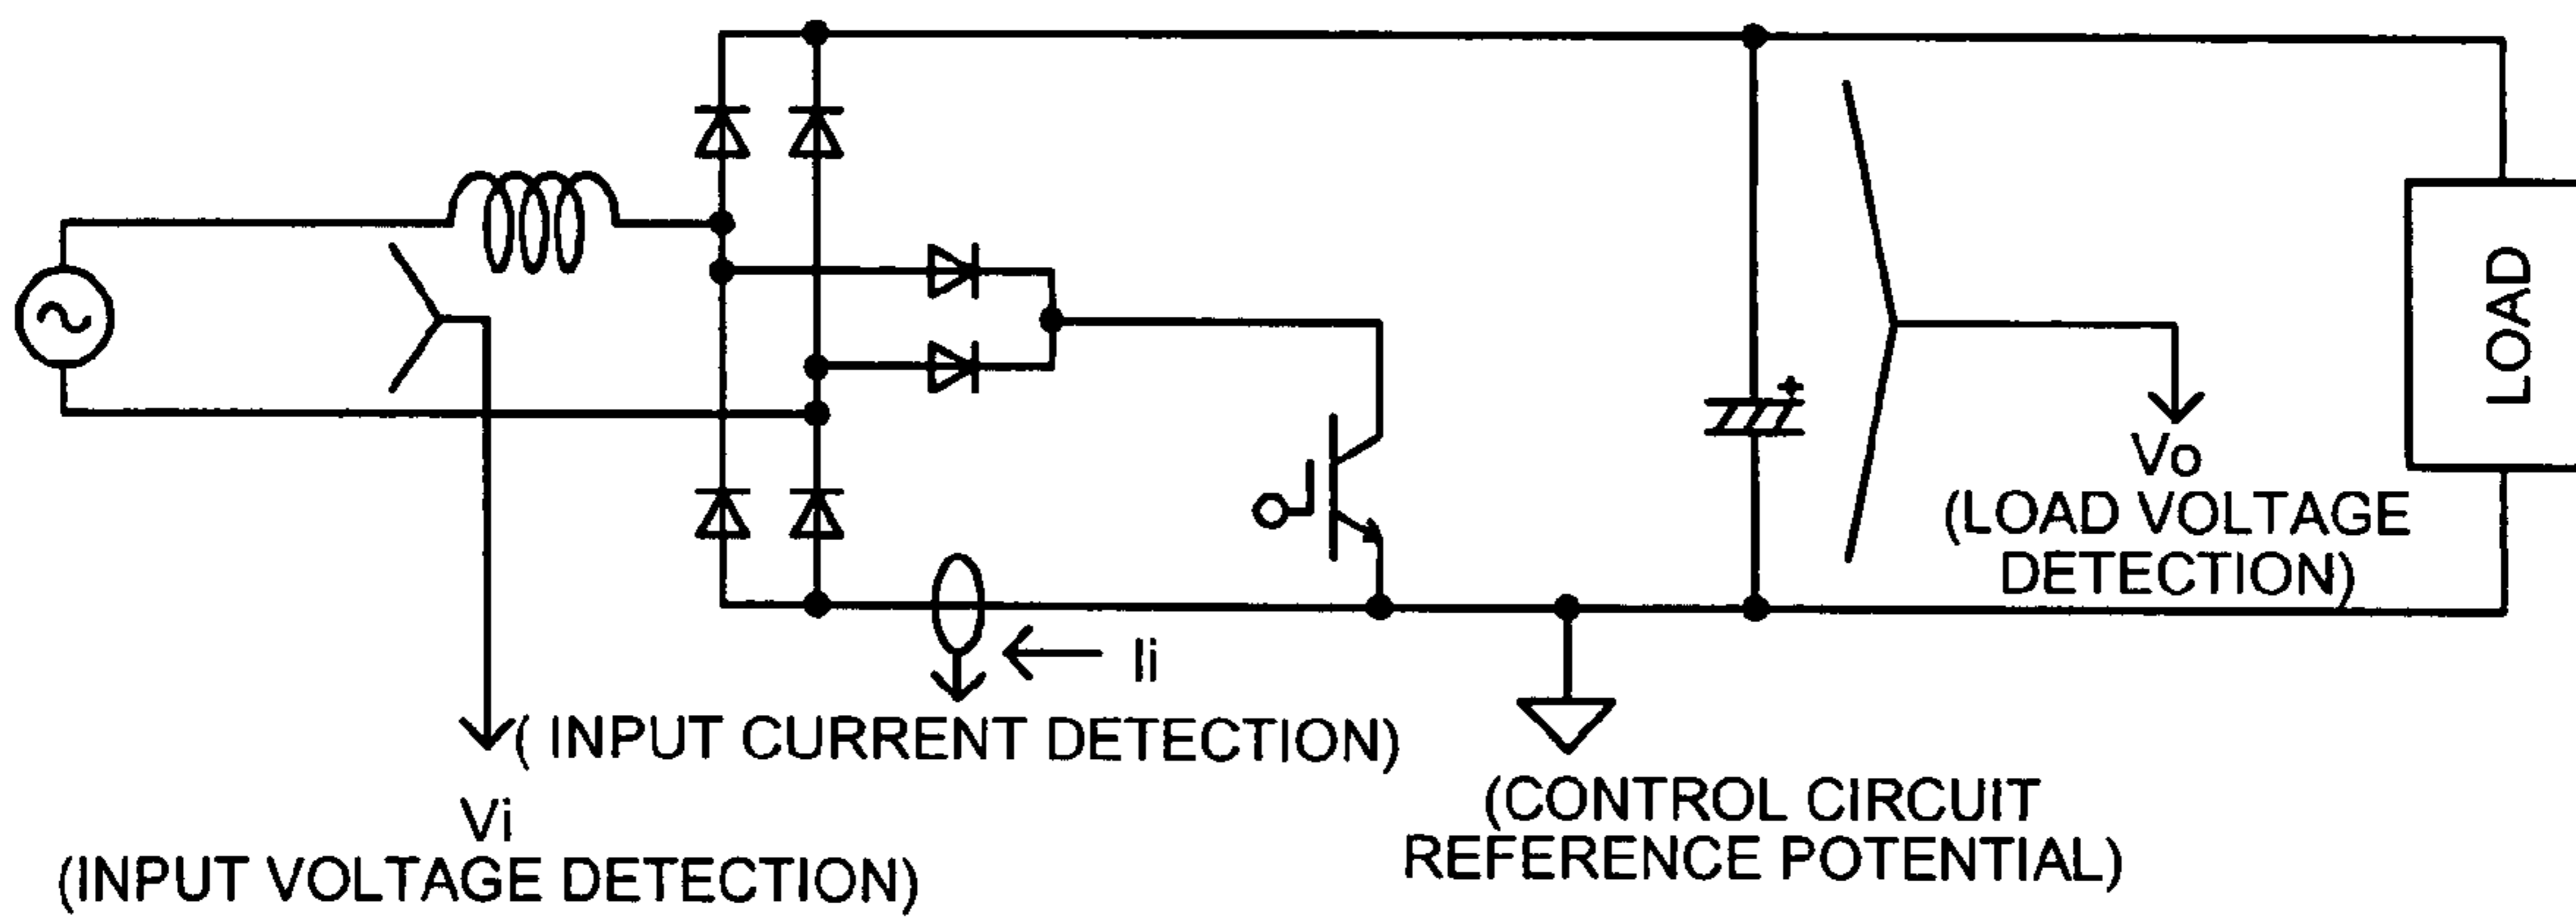 LOAD
Vo
(LOAD VOLTAGE
DETECTION)
Ii
( INPUT CURRENT DETECTION)
Vi
(INPUT VOLTAGE DETECTION)
(CONTROL CIRCUIT
REFERENCE POTENTIAL)
+